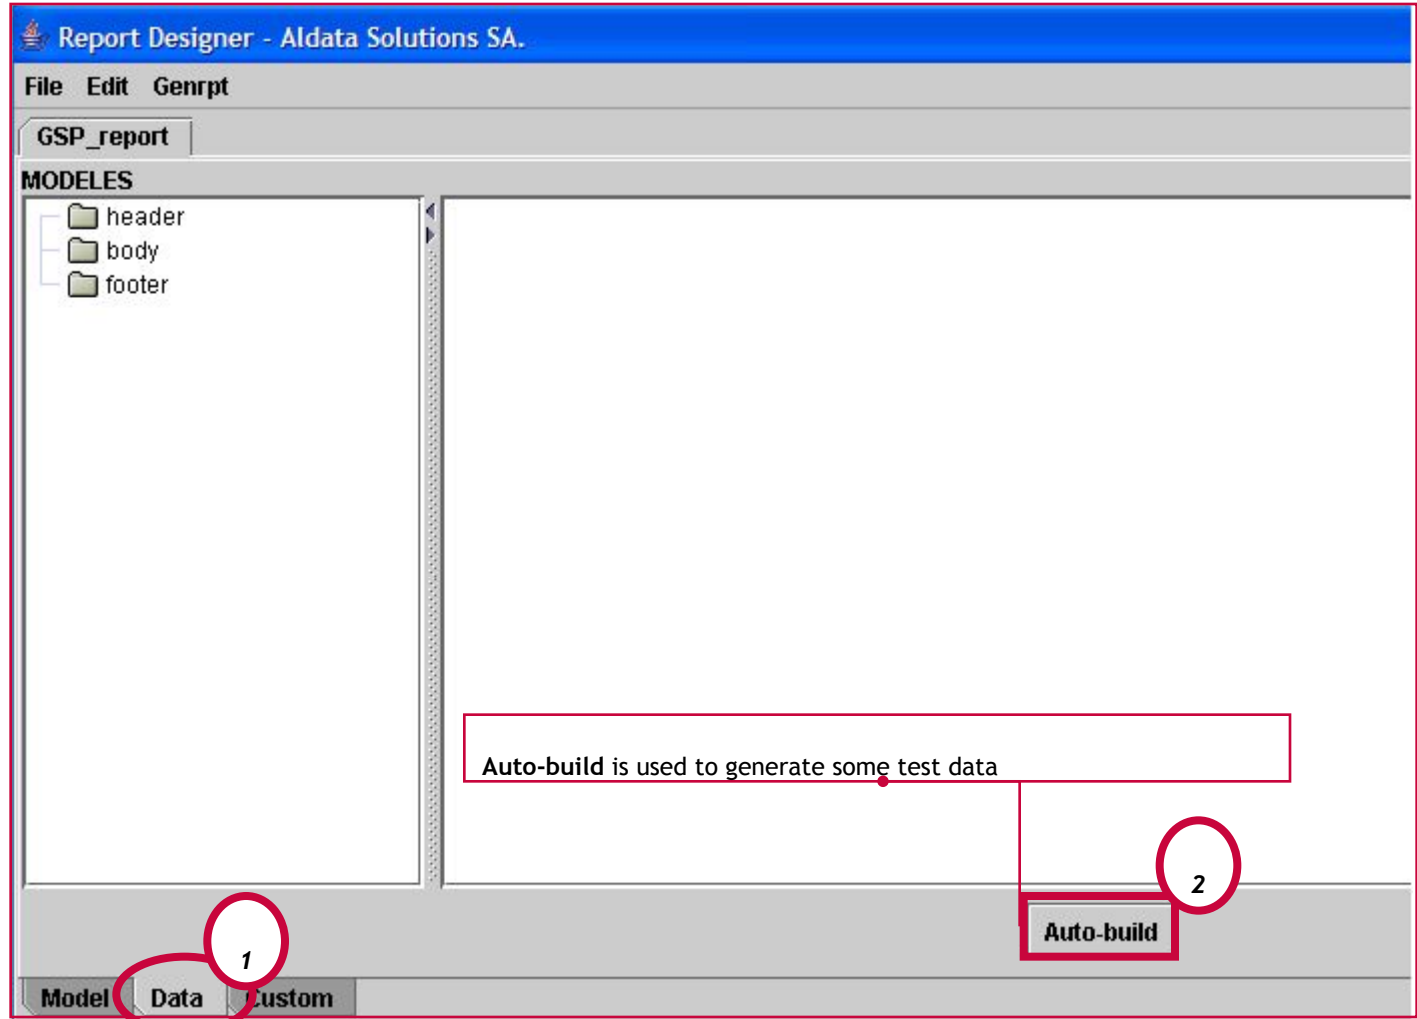 Report Designer - Aldata Solutions SA.
File Edit Genrpt
GSP_report
MODELES
header
body
footer
Auto-build is used to generate some test data
2
Auto-build
1
Model Data Custom